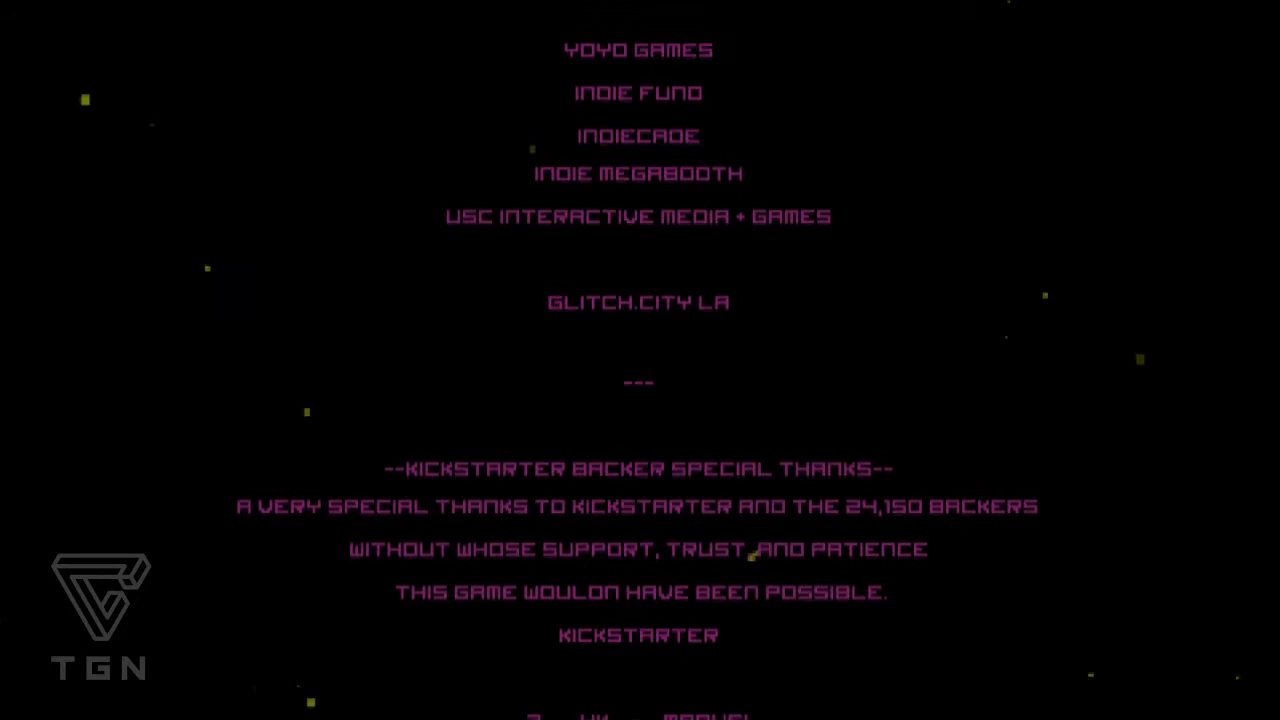 YOYO GAMES
INDIE FUND
INDIECADE
INDIE MEGABOOTH
USC INTERACTIVE MEDIA + GAMES
GLITCH.CITY LA
---
--KICKSTARTER BACKER SPECIAL THANKS--
A VERY SPECIAL THANKS TO KICKSTARTER AND THE 24,150 BACKERS
WITHOUT WHOSE SUPPORT, TRUST AND PATIENCE
THIS GAME WOULDN HAVE BEEN POSSIBLE.
KICKSTARTER
TGN